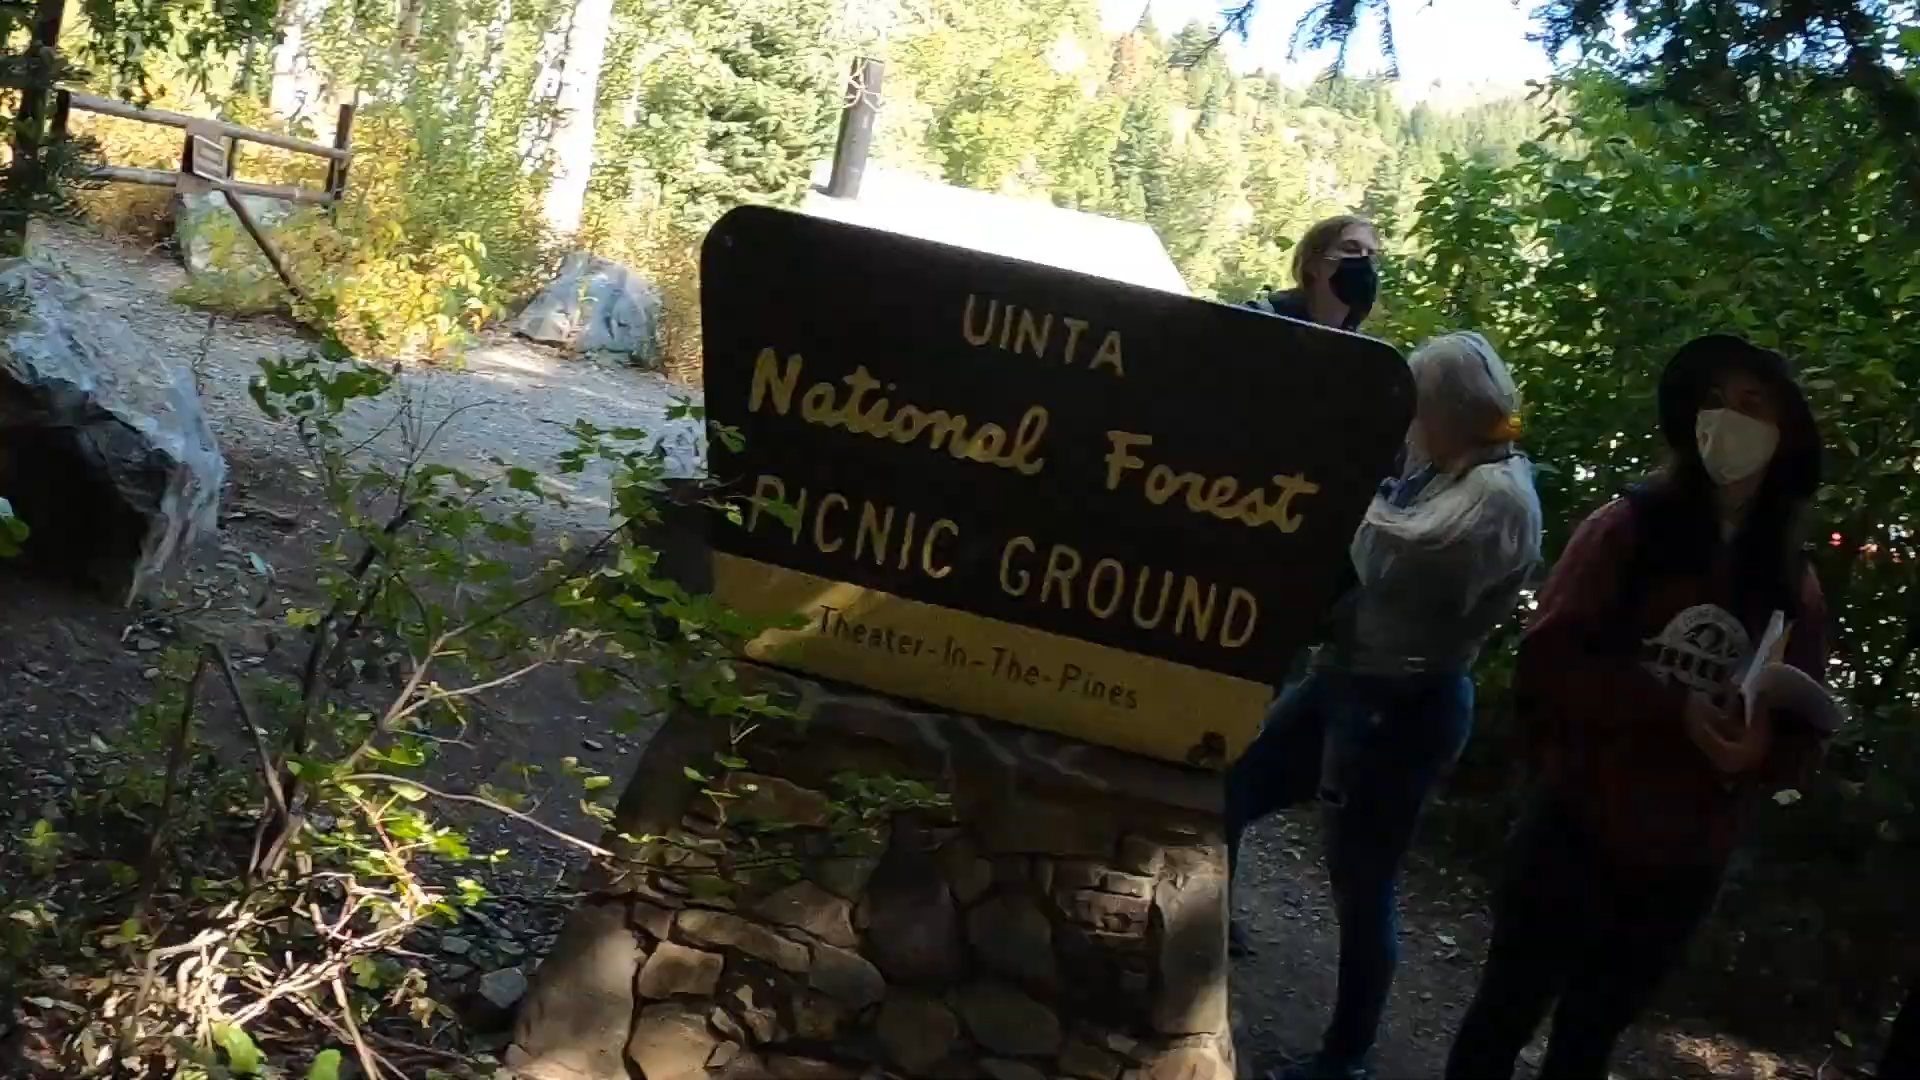 UINTA
National Forest
PICNIC GROUND
Theater-In-The-Pines